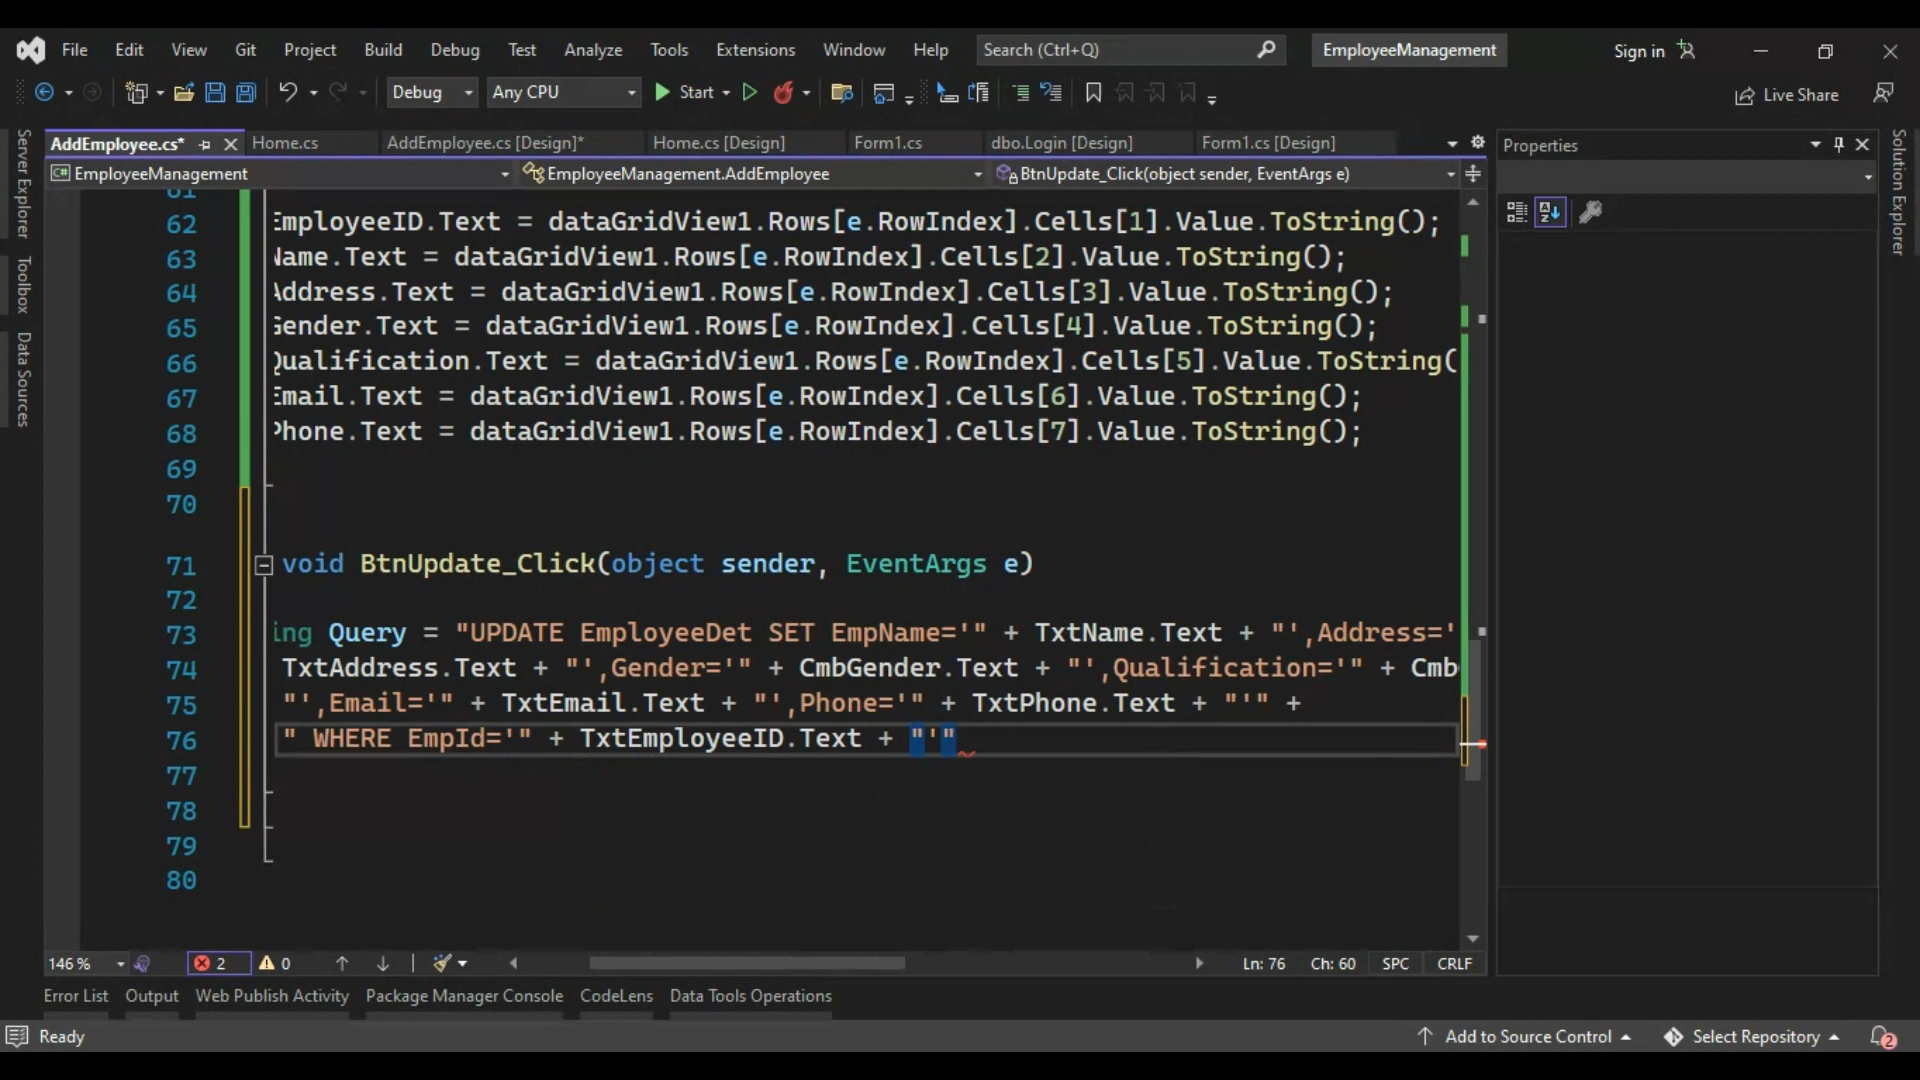 File Edit View Git Project Build Debug Test Analyze Tools Extensions Window Help Search (Ctrl+Q) EmployeeManagement Sign in
Debug Any CPU Start Live Share
AddEmployee.cs* Home.cs AddEmployee.cs [Design]* Home.cs [Design] Form1.cs dbo.Login [Design] Form1.cs [Design] Properties
C# EmployeeManagement EmployeeManagement.AddEmployee BtnUpdate_Click(object sender, EventArgs e)
Server Explorer
Toolbox
Data Sources
Solution Explorer
61
62 EmployeeID.Text = dataGridView1.Rows[e.RowIndex].Cells[1].Value.ToString();
63 Name.Text = dataGridView1.Rows[e.RowIndex].Cells[2].Value.ToString();
64 Address.Text = dataGridView1.Rows[e.RowIndex].Cells[3].Value.ToString();
65 Gender.Text = dataGridView1.Rows[e.RowIndex].Cells[4].Value.ToString();
66 Qualification.Text = dataGridView1.Rows[e.RowIndex].Cells[5].Value.ToString(
67 Email.Text = dataGridView1.Rows[e.RowIndex].Cells[6].Value.ToString();
68 Phone.Text = dataGridView1.Rows[e.RowIndex].Cells[7].Value.ToString();
69
70
71 void BtnUpdate_Click(object sender, EventArgs e)
72
73 ing Query = "UPDATE EmployeeDet SET EmpName='" + TxtName.Text + "',Address='
74 TxtAddress.Text + "',Gender='" + CmbGender.Text + "',Qualification='" + Cmb
75 "',Email='" + TxtEmail.Text + "',Phone='" + TxtPhone.Text + "'" +
76 " WHERE EmpId='" + TxtEmployeeID.Text + "'"
77
78
79
80
146 % 2 0 Ln: 76 Ch: 60 SPC CRLF
Error List Output Web Publish Activity Package Manager Console CodeLens Data Tools Operations
Ready Add to Source Control Select Repository 2